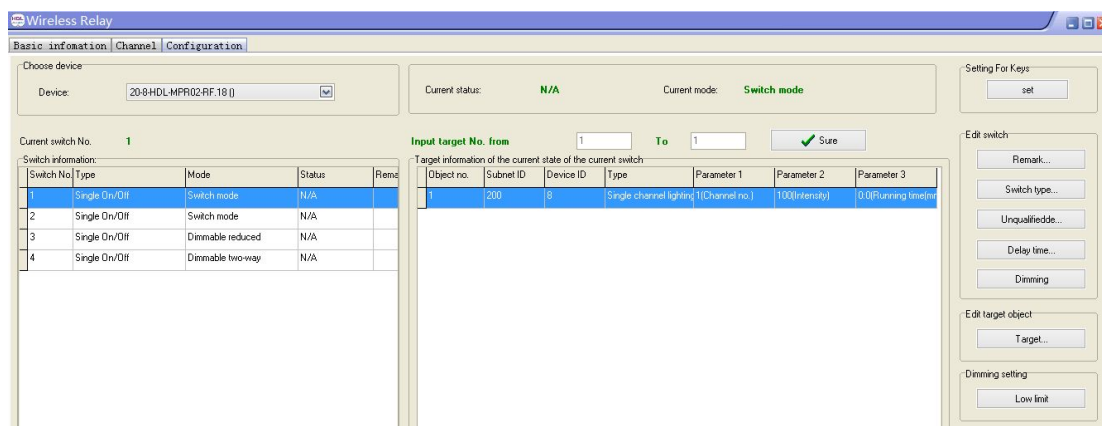 HDL Wireless Relay
Basic infomation Channel Configuration
Choose device
Device: 20-8-HDL-MPR02-RF.18 ()
Current status: N/A Current mode: Switch mode
Setting For Keys
set
Current switch No. 1
Input target No. from 1 To 1 Sure
Edit switch
Remark...
Switch type...
Unqualifiedde...
Delay time...
Dimming
Edit target object
Target...
Dimming setting
Low limit
Switch information:
Switch No. Type Mode Status Rema
1 Single On/Off Switch mode N/A
2 Single On/Off Switch mode N/A
3 Single On/Off Dimmable reduced N/A
4 Single On/Off Dimmable two-way N/A
Target information of the current state of the current switch
Object no. Subnet ID Device ID Type Parameter 1 Parameter 2 Parameter 3
1 200 8 Single channel lighting 1(Channel no.) 100(Intensity) 0:0(Running time(mr